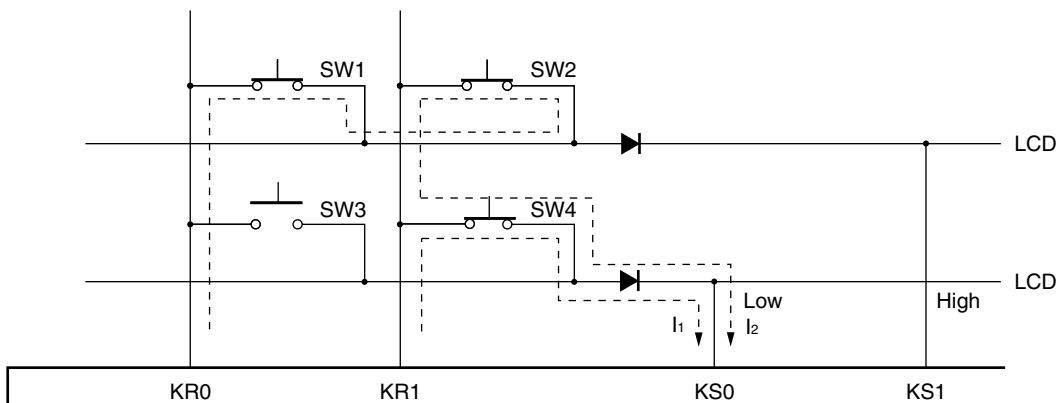 SW1
SW2
LCD
SW3
SW4
LCD
Low
High
I1
I2
KR0
KR1
KS0
KS1